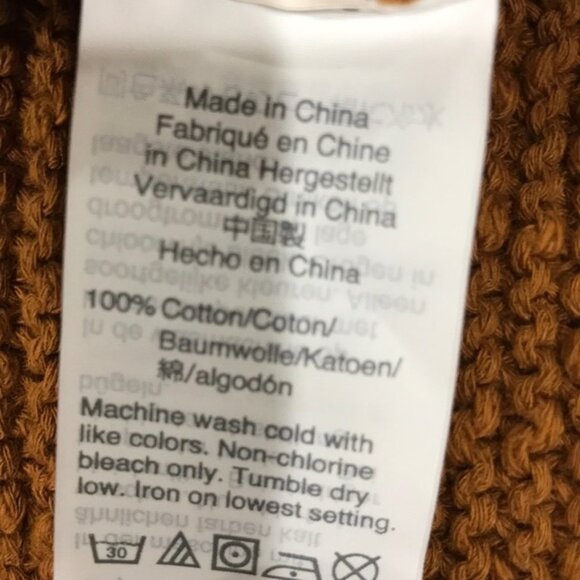 Made in China
Fabriqué en Chine
in China Hergestellt
Vervaardigd in China
中国製
Hecho en China
100% Cotton/Coton/
Baumwolle/Katoen/
綿/algodón
Machine wash cold with
like colors. Non-chlorine
bleach only. Tumble dry
low. Iron on lowest setting.
30